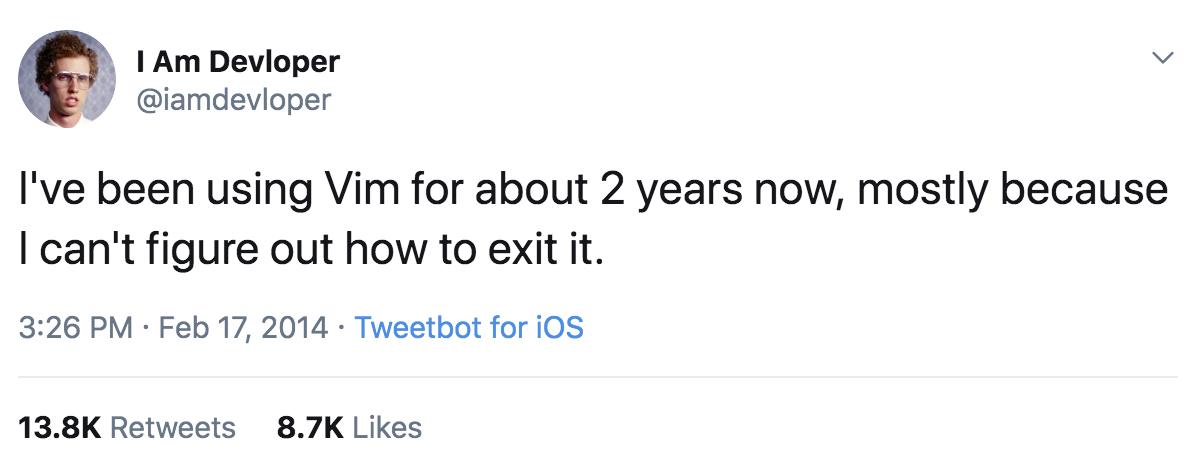 I Am Devloper
@iamdevloper
I've been using Vim for about 2 years now, mostly because
I can't figure out how to exit it.
3:26 PM · Feb 17, 2014 · Tweetbot for iOS
13.8K Retweets 8.7K Likes